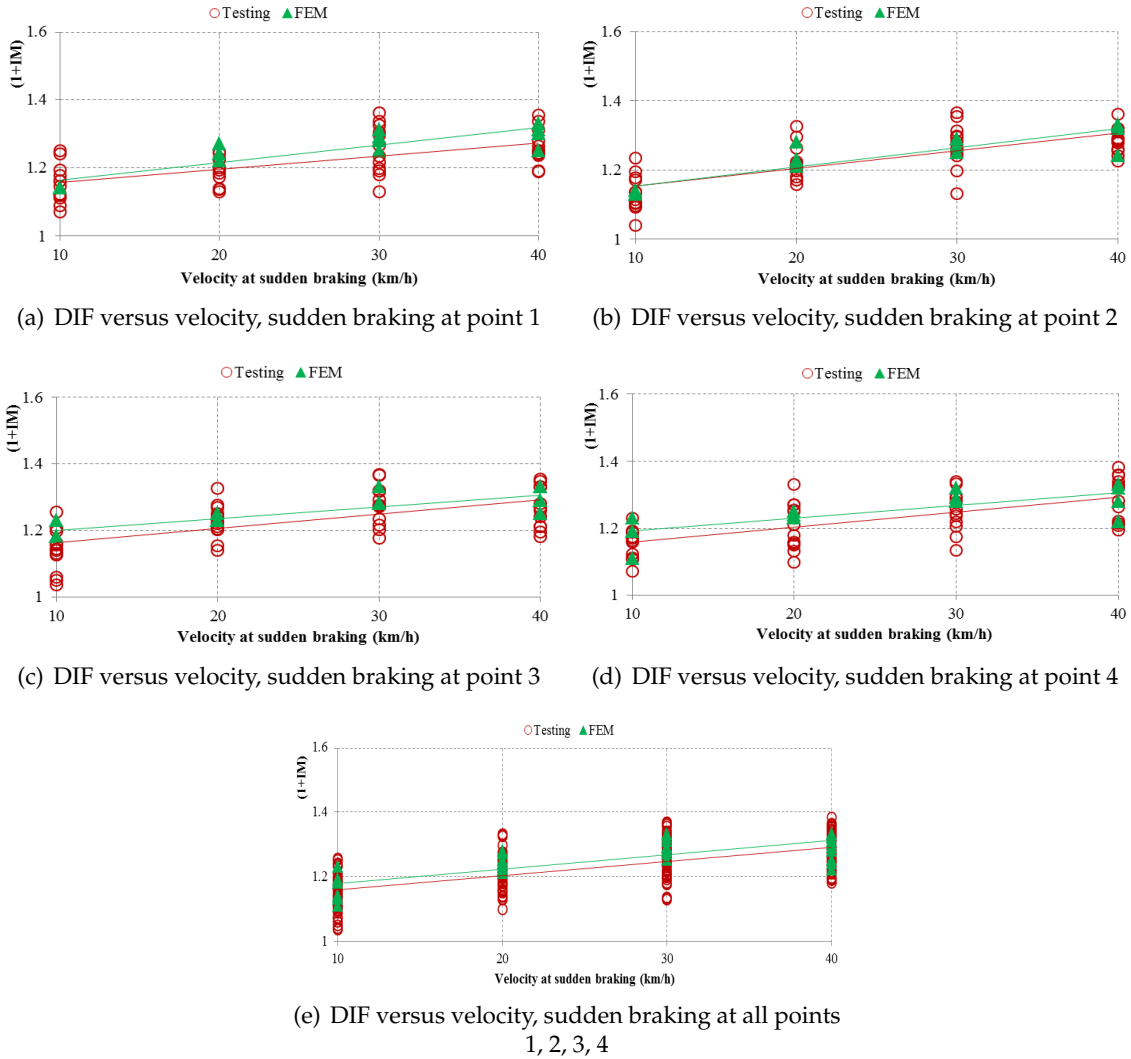 Testing FEM
(1+IM)
1.6
1.4
1.2
1
10 20 30 40
Velocity at sudden braking (km/h)
(a) DIF versus velocity, sudden braking at point 1
Testing FEM
(1+IM)
1.6
1.4
1.2
1
10 20 30 40
Velocity at sudden braking (km/h)
(b) DIF versus velocity, sudden braking at point 2
Testing FEM
(1+IM)
1.6
1.4
1.2
1
10 20 30 40
Velocity at sudden braking (km/h)
(c) DIF versus velocity, sudden braking at point 3
Testing FEM
(1+IM)
1.6
1.4
1.2
1
10 20 30 40
Velocity at sudden braking (km/h)
(d) DIF versus velocity, sudden braking at point 4
Testing FEM
(1+IM)
1.6
1.4
1.2
1
10 20 30 40
Velocity at sudden braking (km/h)
(e) DIF versus velocity, sudden braking at all points
1, 2, 3, 4